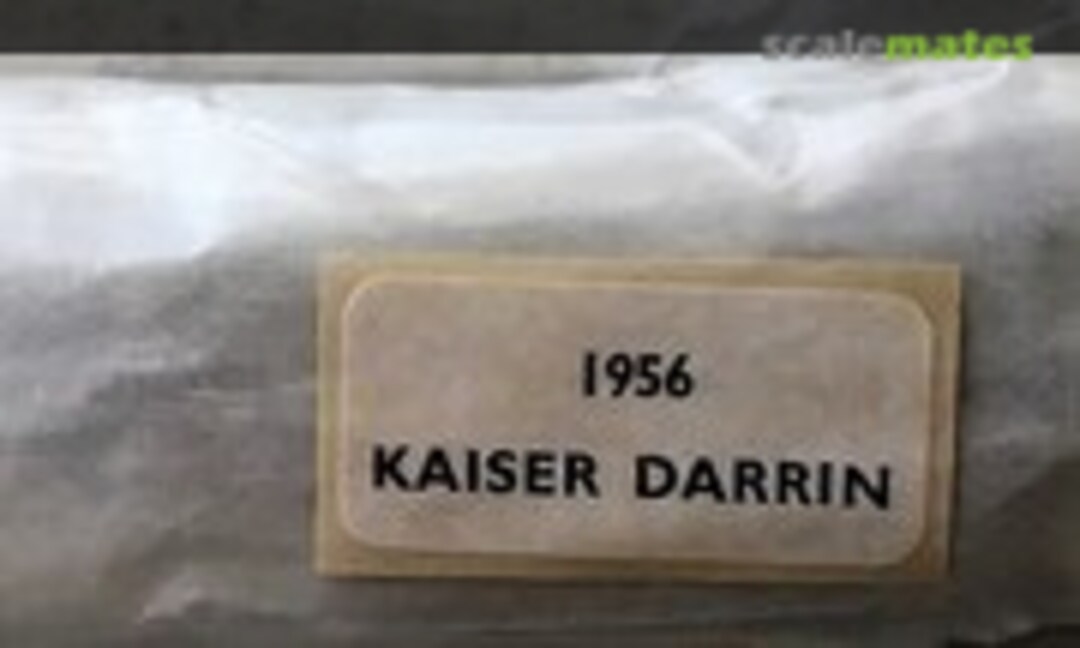 scalemates
1956
KAISER DARRIN